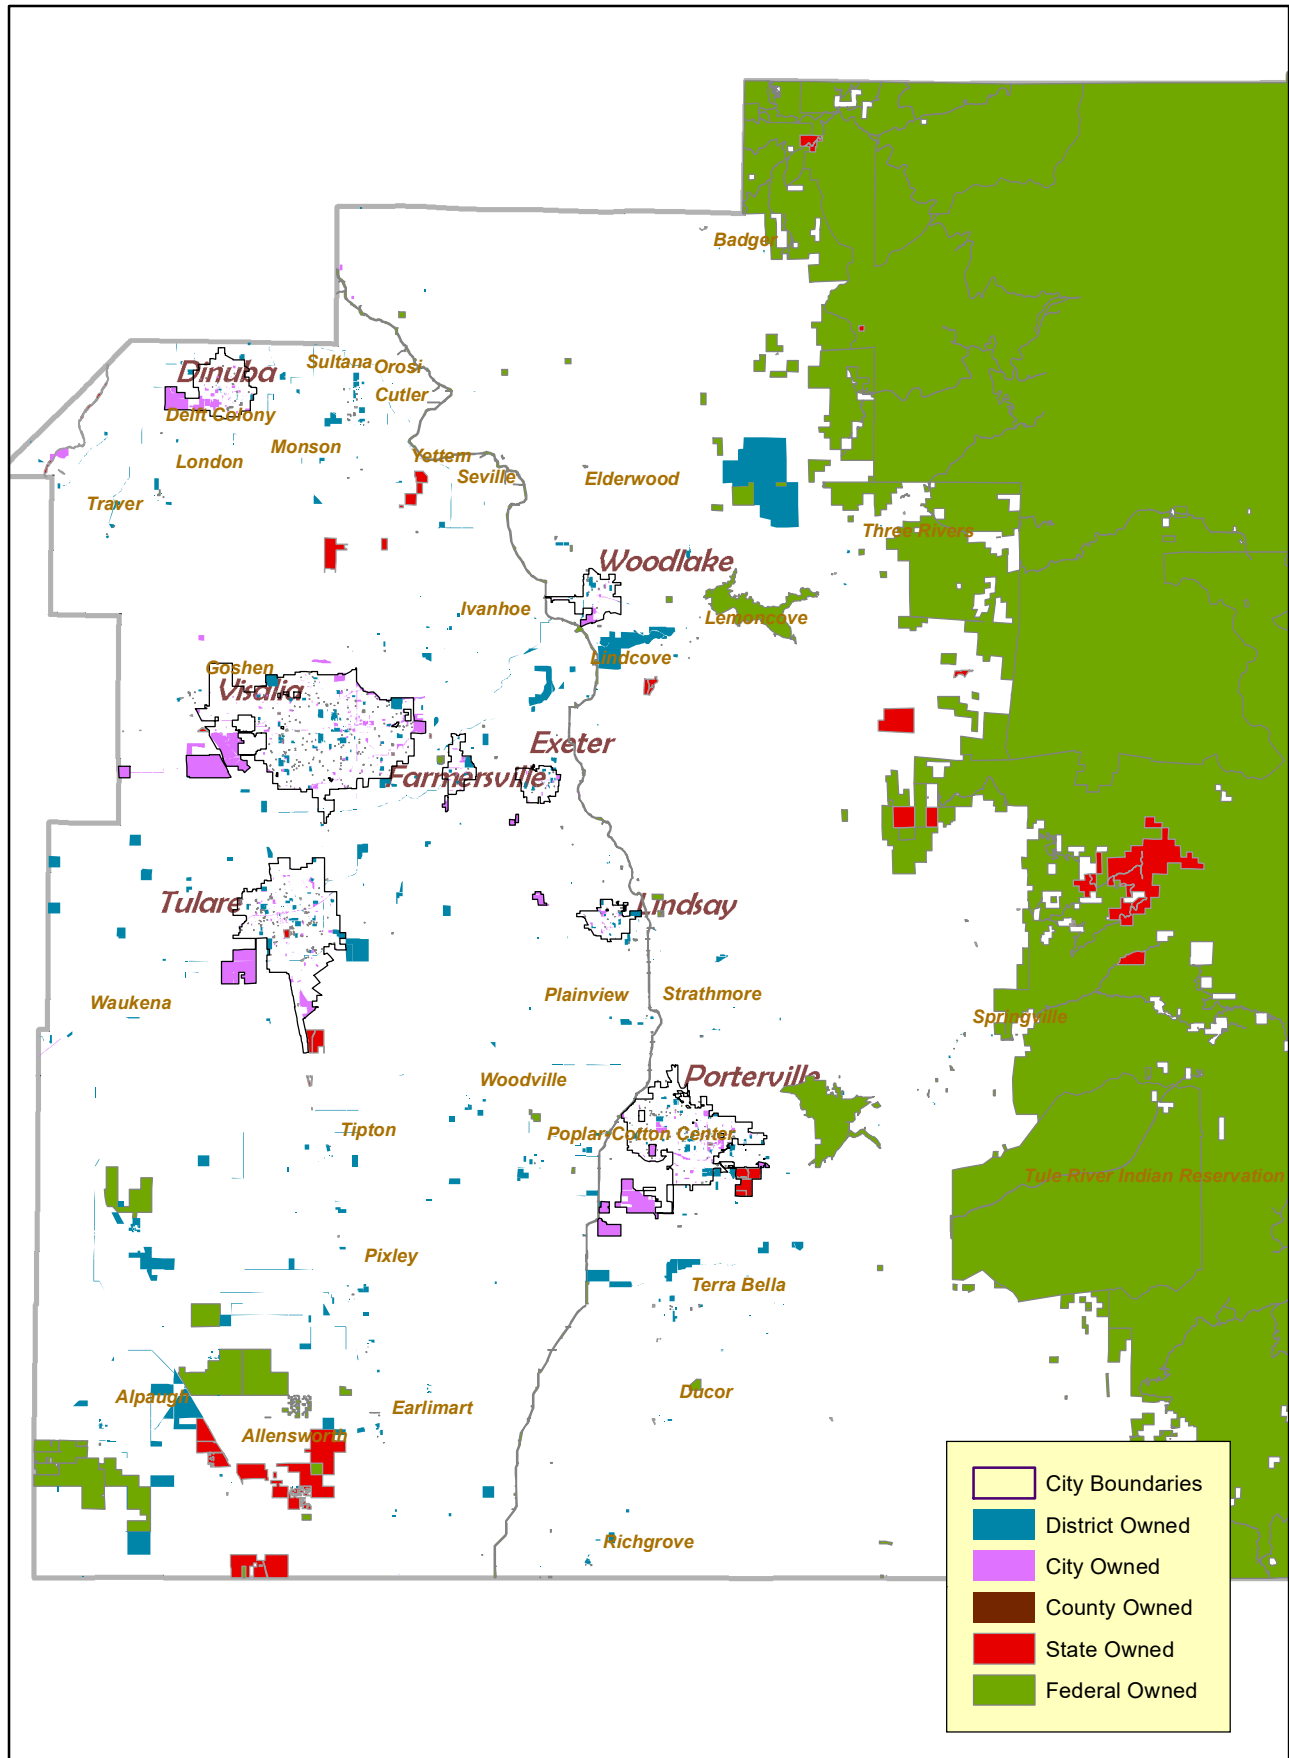 Badger
Sultana
Orosi
Dinuba
Cutler
Delft Colony
Monson
London
Yettem
Seville
Elderwood
Traver
Three Rivers
Woodlake
Ivanhoe
Lemoncove
Lindcove
Goshen
Visalia
Exeter
Farmersville
Tulare
Lindsay
Waukena
Plainview
Strathmore
Springville
Woodville
Porterville
Tipton
Poplar-Cotton Center
Tule River Indian Reservation
Pixley
Terra Bella
Alpaugh
Earlimart
Ducor
Allensworth
Richgrove
City Boundaries
District Owned
City Owned
County Owned
State Owned
Federal Owned